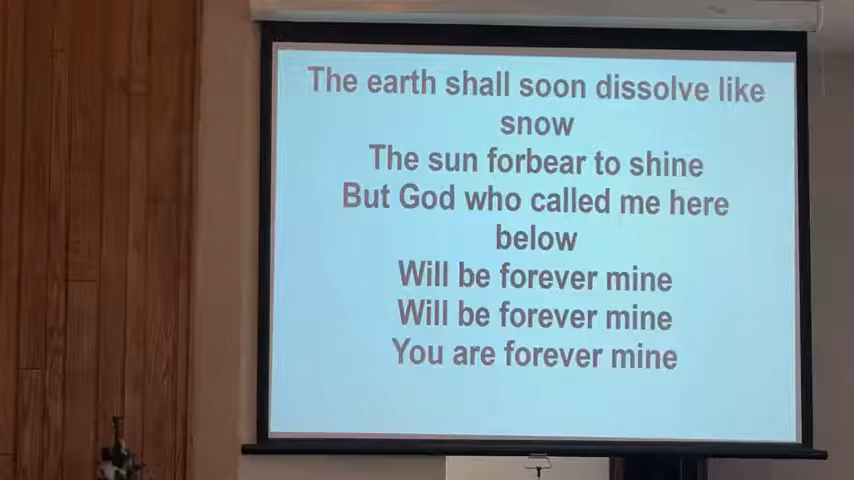 The earth shall soon dissolve like
snow
The sun forbear to shine
But God who called me here
below
Will be forever mine
Will be forever mine
You are forever mine